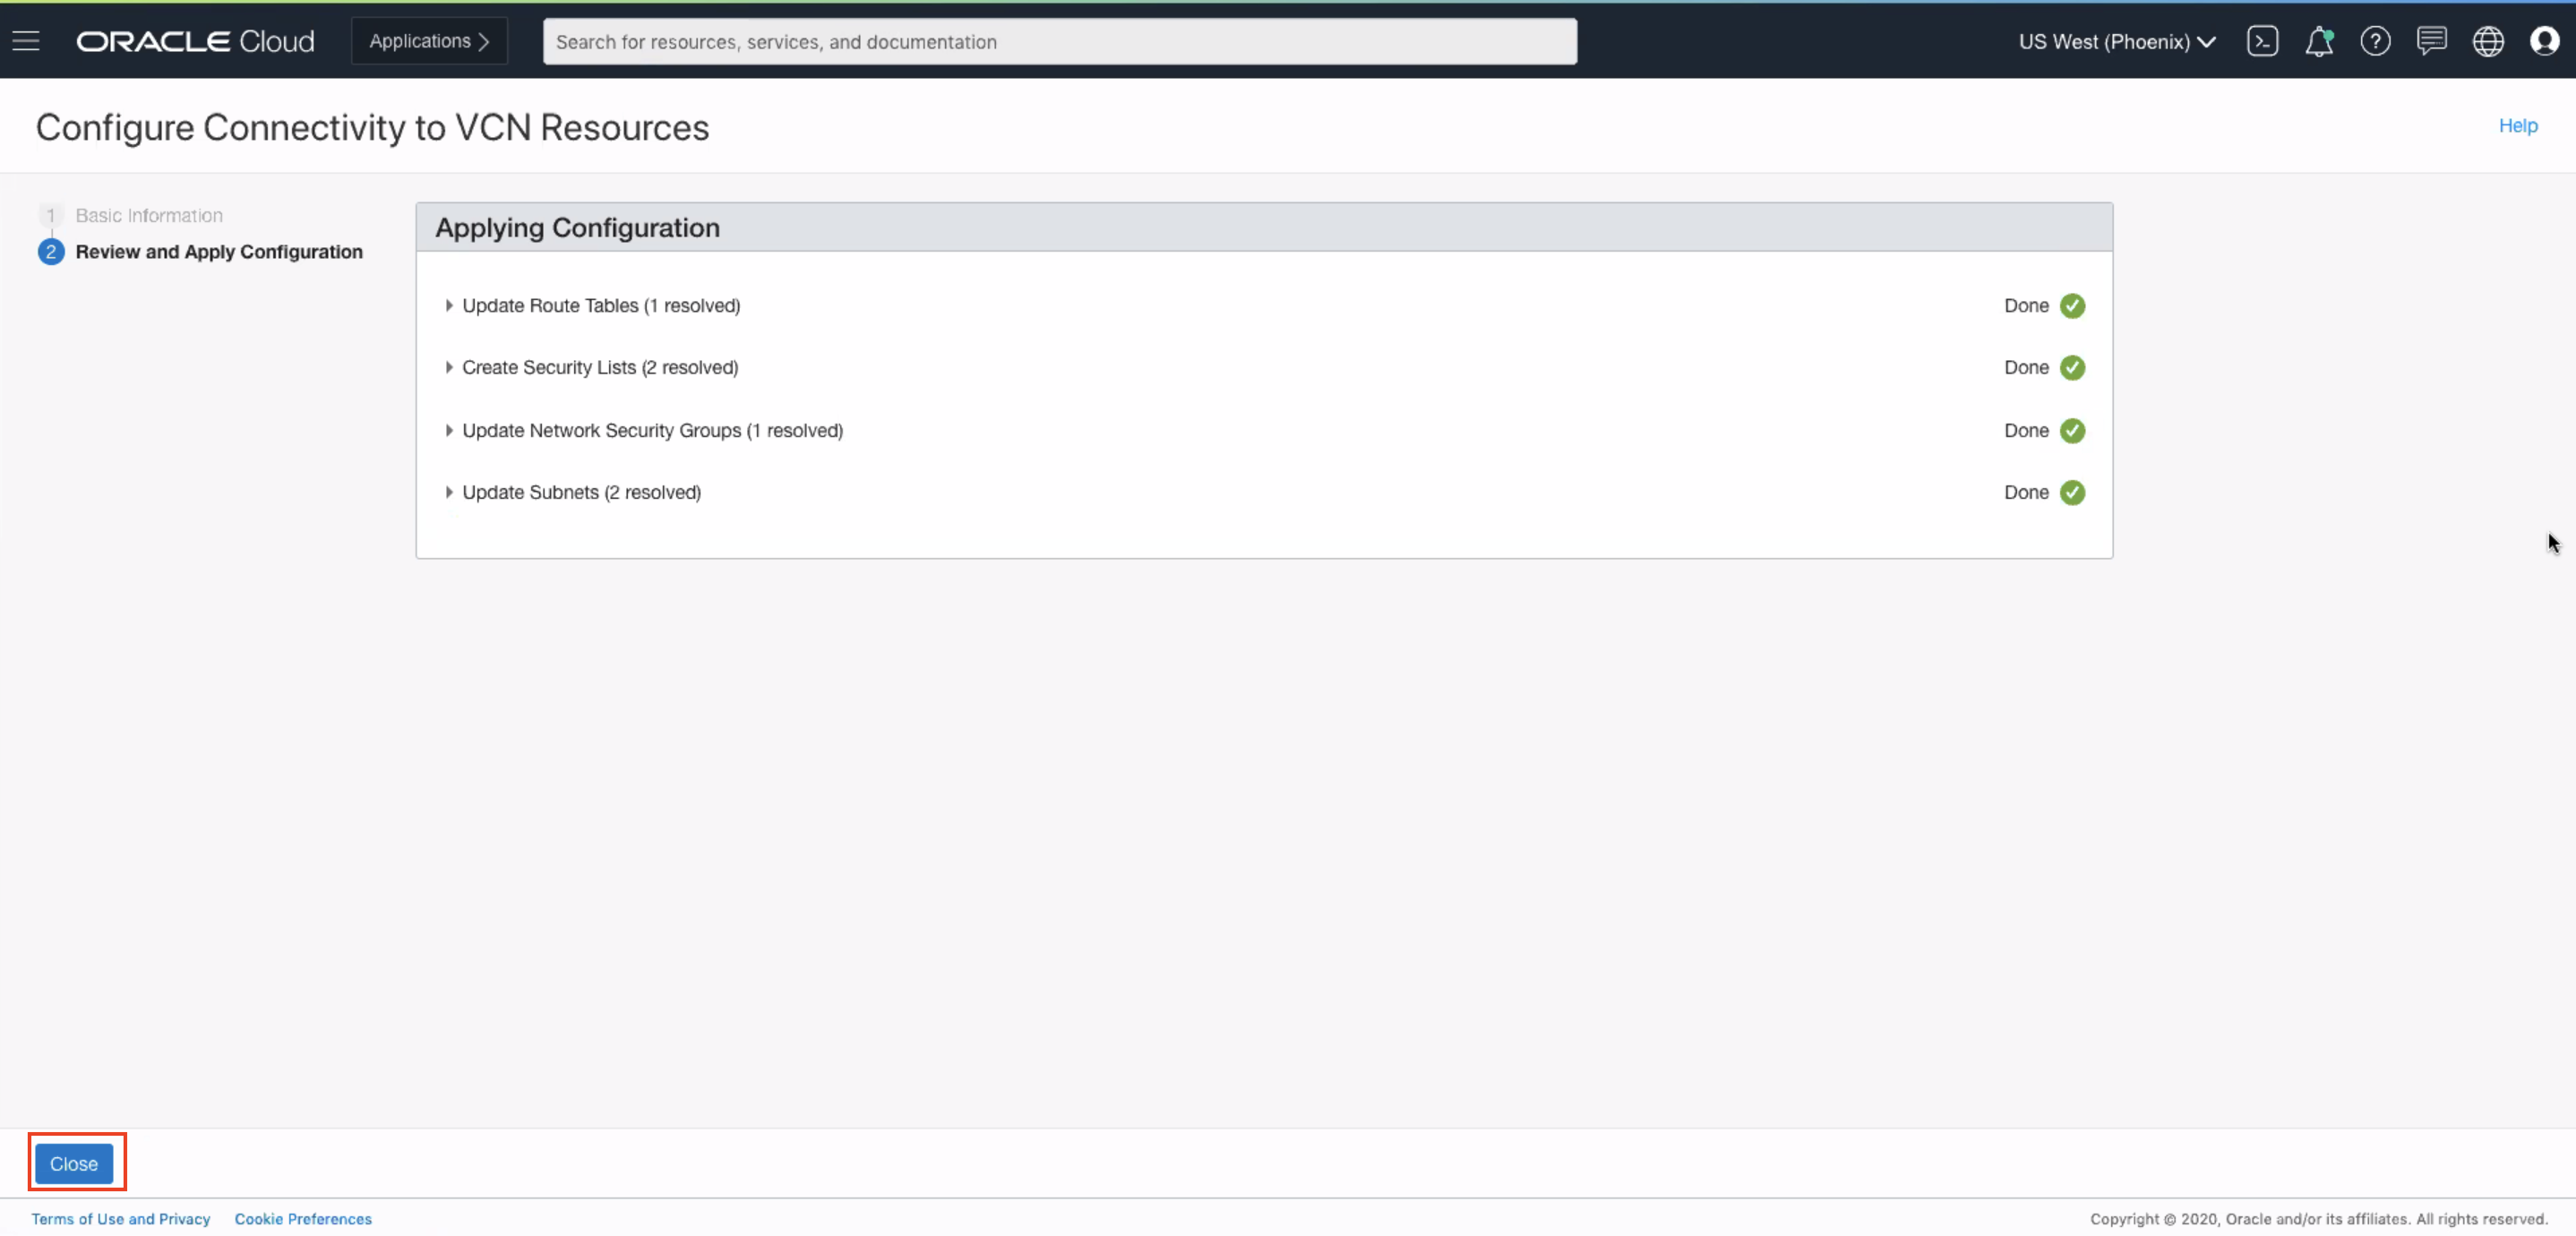 ORACLE Cloud
Applications
Search for resources, services, and documentation
US West (Phoenix)
Configure Connectivity to VCN Resources
Help
1 Basic Information
2 Review and Apply Configuration
Applying Configuration
Update Route Tables (1 resolved) Done
Create Security Lists (2 resolved) Done
Update Network Security Groups (1 resolved) Done
Update Subnets (2 resolved) Done
Close
Terms of Use and Privacy Cookie Preferences
Copyright © 2020, Oracle and/or its affiliates. All rights reserved.